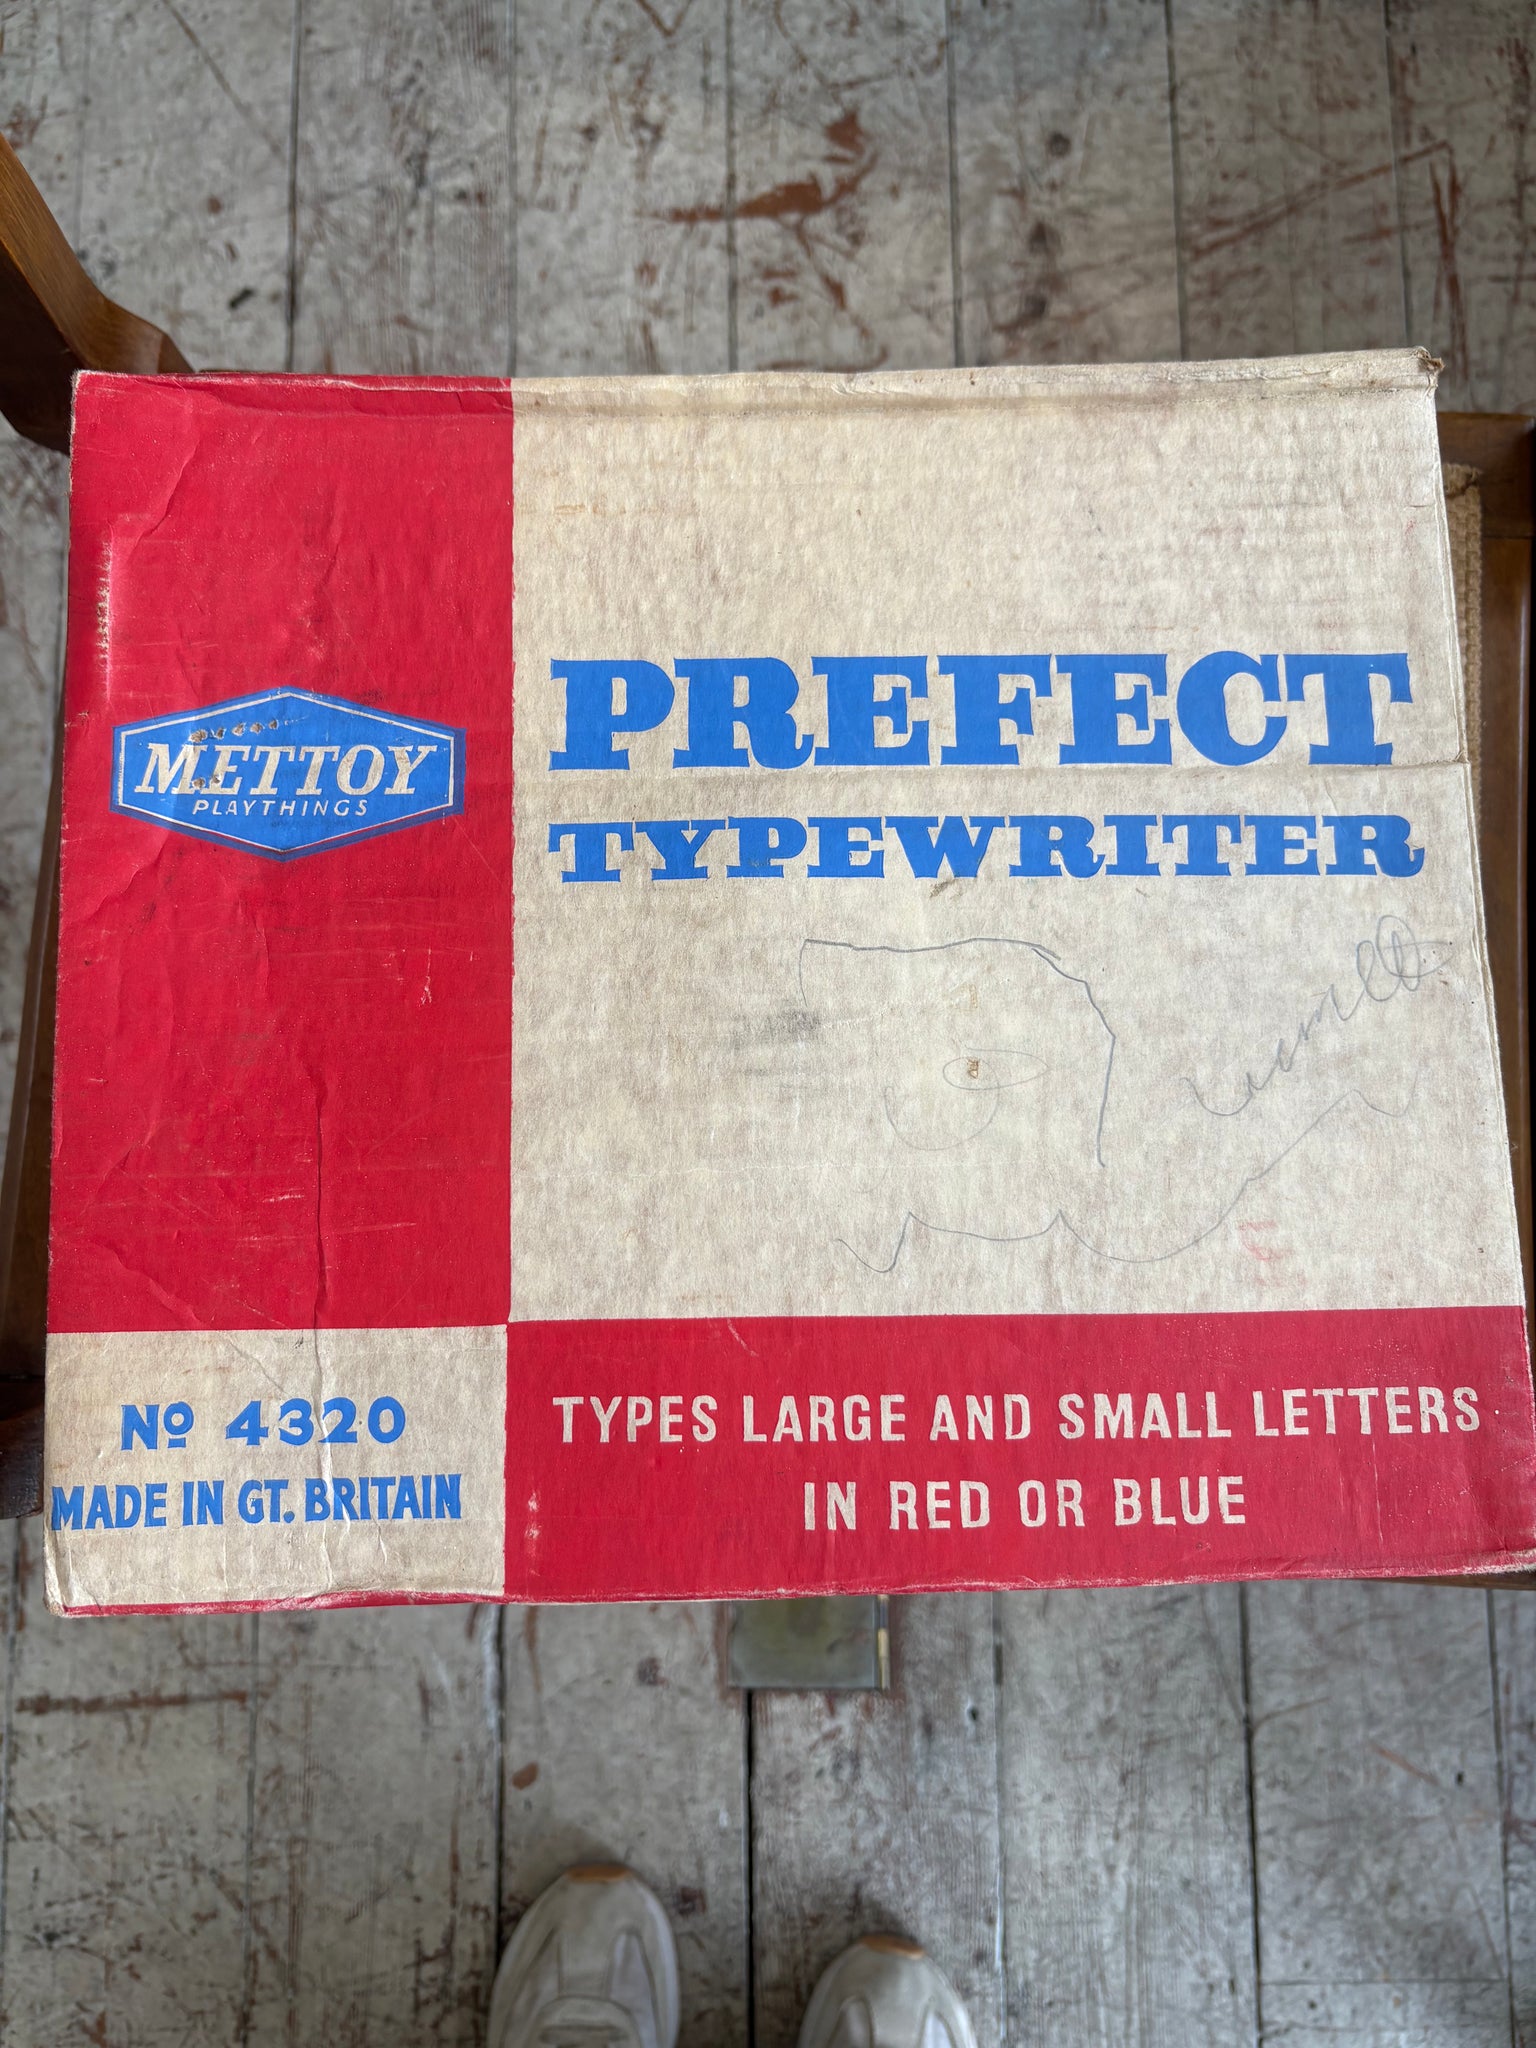 METTOY
PLAYTHINGS
PREFECT
TYPEWRITER
Nº 4320
MADE IN GT. BRITAIN
TYPES LARGE AND SMALL LETTERS
IN RED OR BLUE